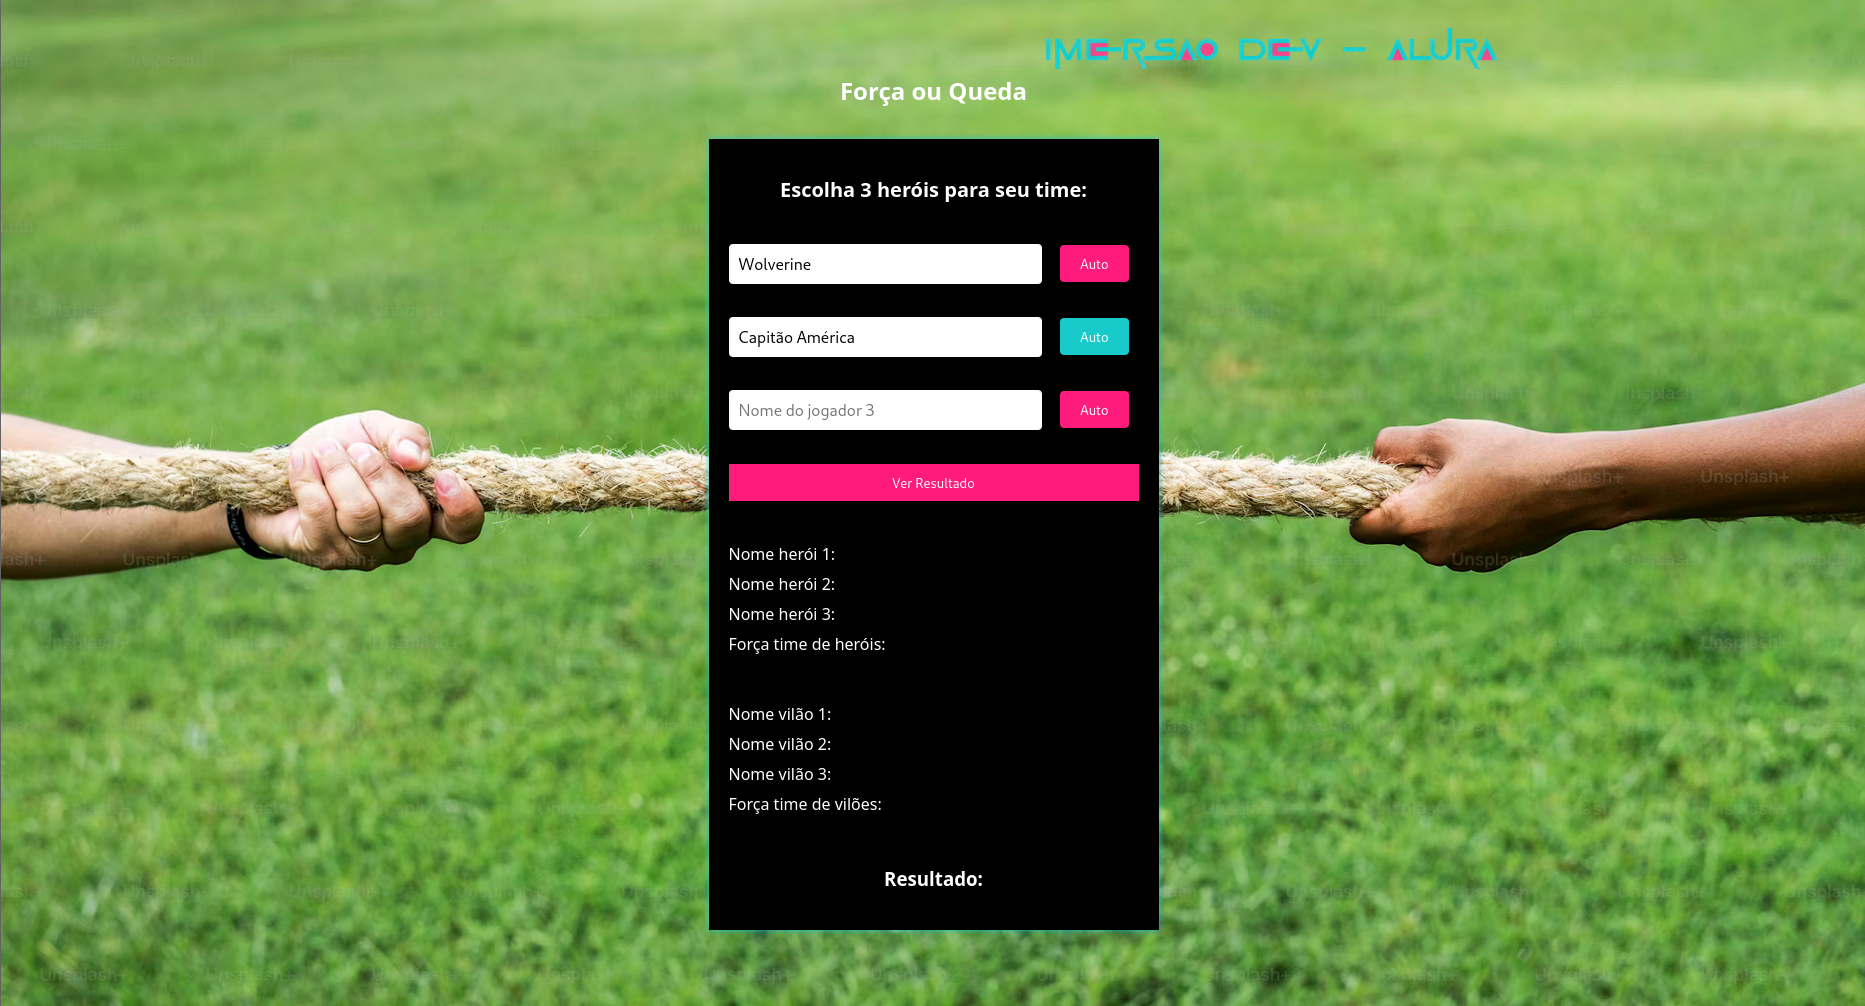 IMERSAO DEV - ALURA
Força ou Queda
Escolha 3 heróis para seu time:
Wolverine
Auto
Capitão América
Auto
Nome do jogador 3
Auto
Ver Resultado
Nome herói 1:
Nome herói 2:
Nome herói 3:
Força time de heróis:
Nome vilão 1:
Nome vilão 2:
Nome vilão 3:
Força time de vilões:
Resultado:
Unsplash+